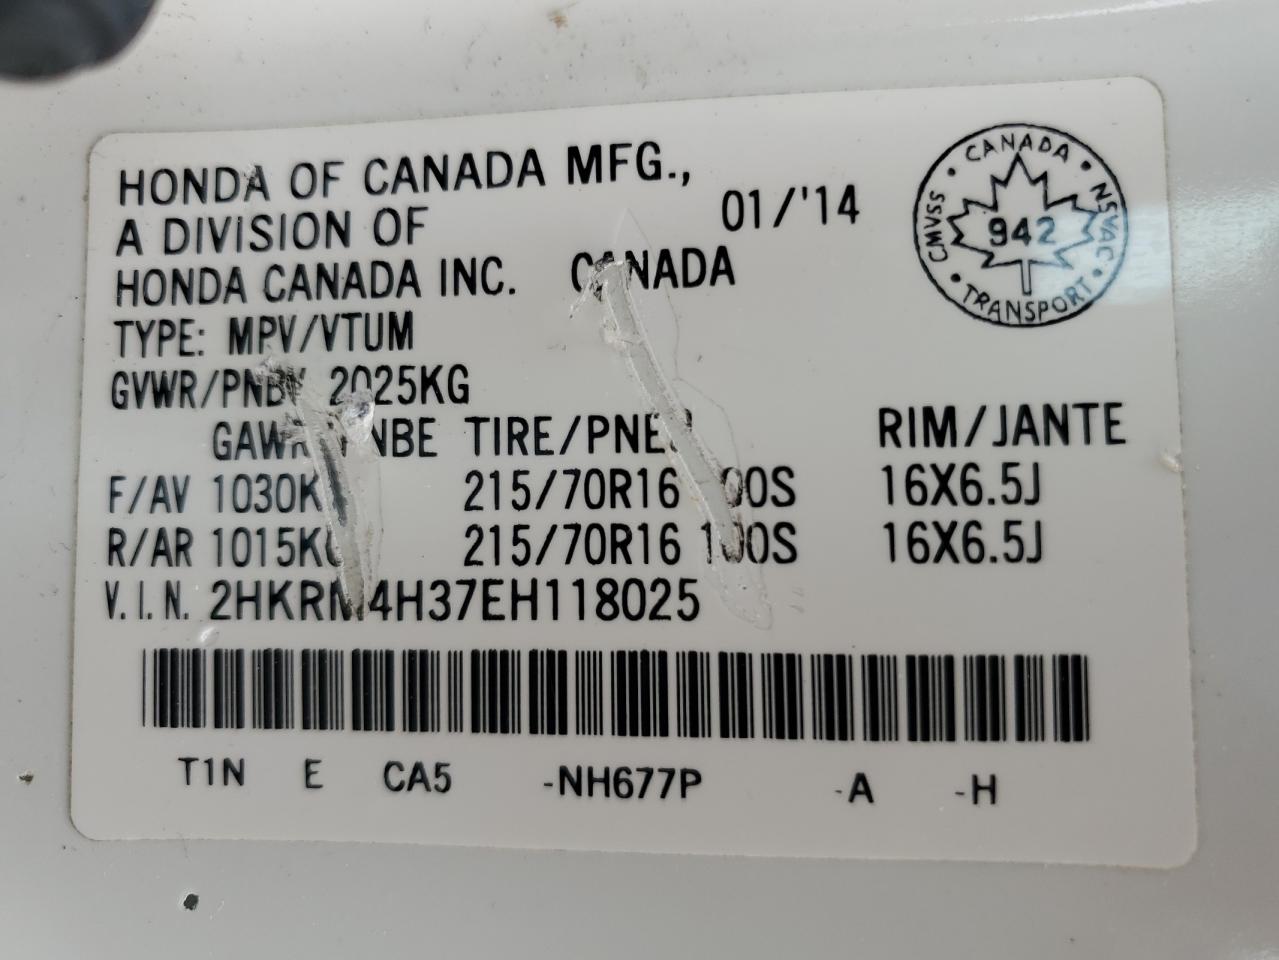 HONDA OF CANADA MFG.,
A DIVISION OF 01/'14
HONDA CANADA INC. CANADA
TYPE: MPV/VTUM
GVWR/PNBV 2025KG
GAWR/PNBE TIRE/PNEU RIM/JANTE
F/AV 1030KG 215/70R16 100S 16X6.5J
R/AR 1015KG 215/70R16 100S 16X6.5J
V.I.N. 2HKRM4H37EH118025
T1N E CA5 -NH677P -A -H
CANADA
CMVSS
942
NSVAC
TRANSPORT